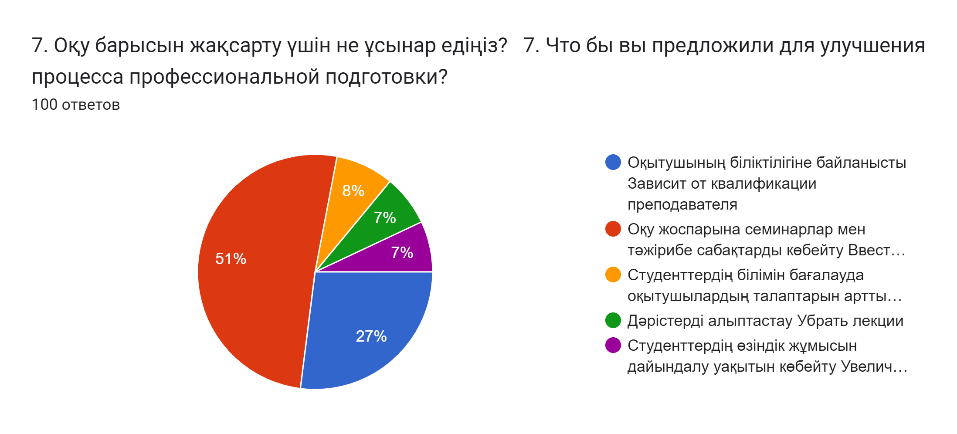 7. Оқу барысын жақсарту үшін не ұсынар едіңіз?   7. Что бы вы предложили для улучшения
процесса профессиональной подготовки?
100 ответов
8%
7%
7%
51%
27%
Оқытушының біліктілігіне байланысты
Зависит от квалификации
преподавателя
Оқу жоспарына семинарлар мен
тәжірибе сабақтарды көбейту Ввест…
Студенттердің білімін бағалауда
оқытушылардың талаптарын артты…
Дәрістерді алыптастау Убрать лекции
Студенттердің өзіндік жұмысын
дайындалу уақытын көбейту Увелич…